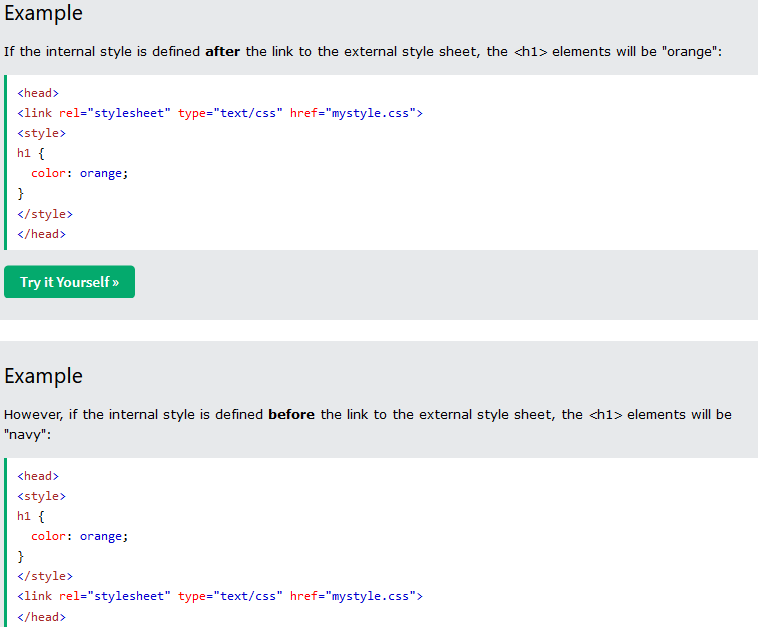 Example
If the internal style is defined after the link to the external style sheet, the <h1> elements will be "orange":
<head>
<link rel="stylesheet" type="text/css" href="mystyle.css">
<style>
h1 {
  color: orange;
}
</style>
</head>
Try it Yourself »
Example
However, if the internal style is defined before the link to the external style sheet, the <h1> elements will be
"navy":
<head>
<style>
h1 {
  color: orange;
}
</style>
<link rel="stylesheet" type="text/css" href="mystyle.css">
</head>